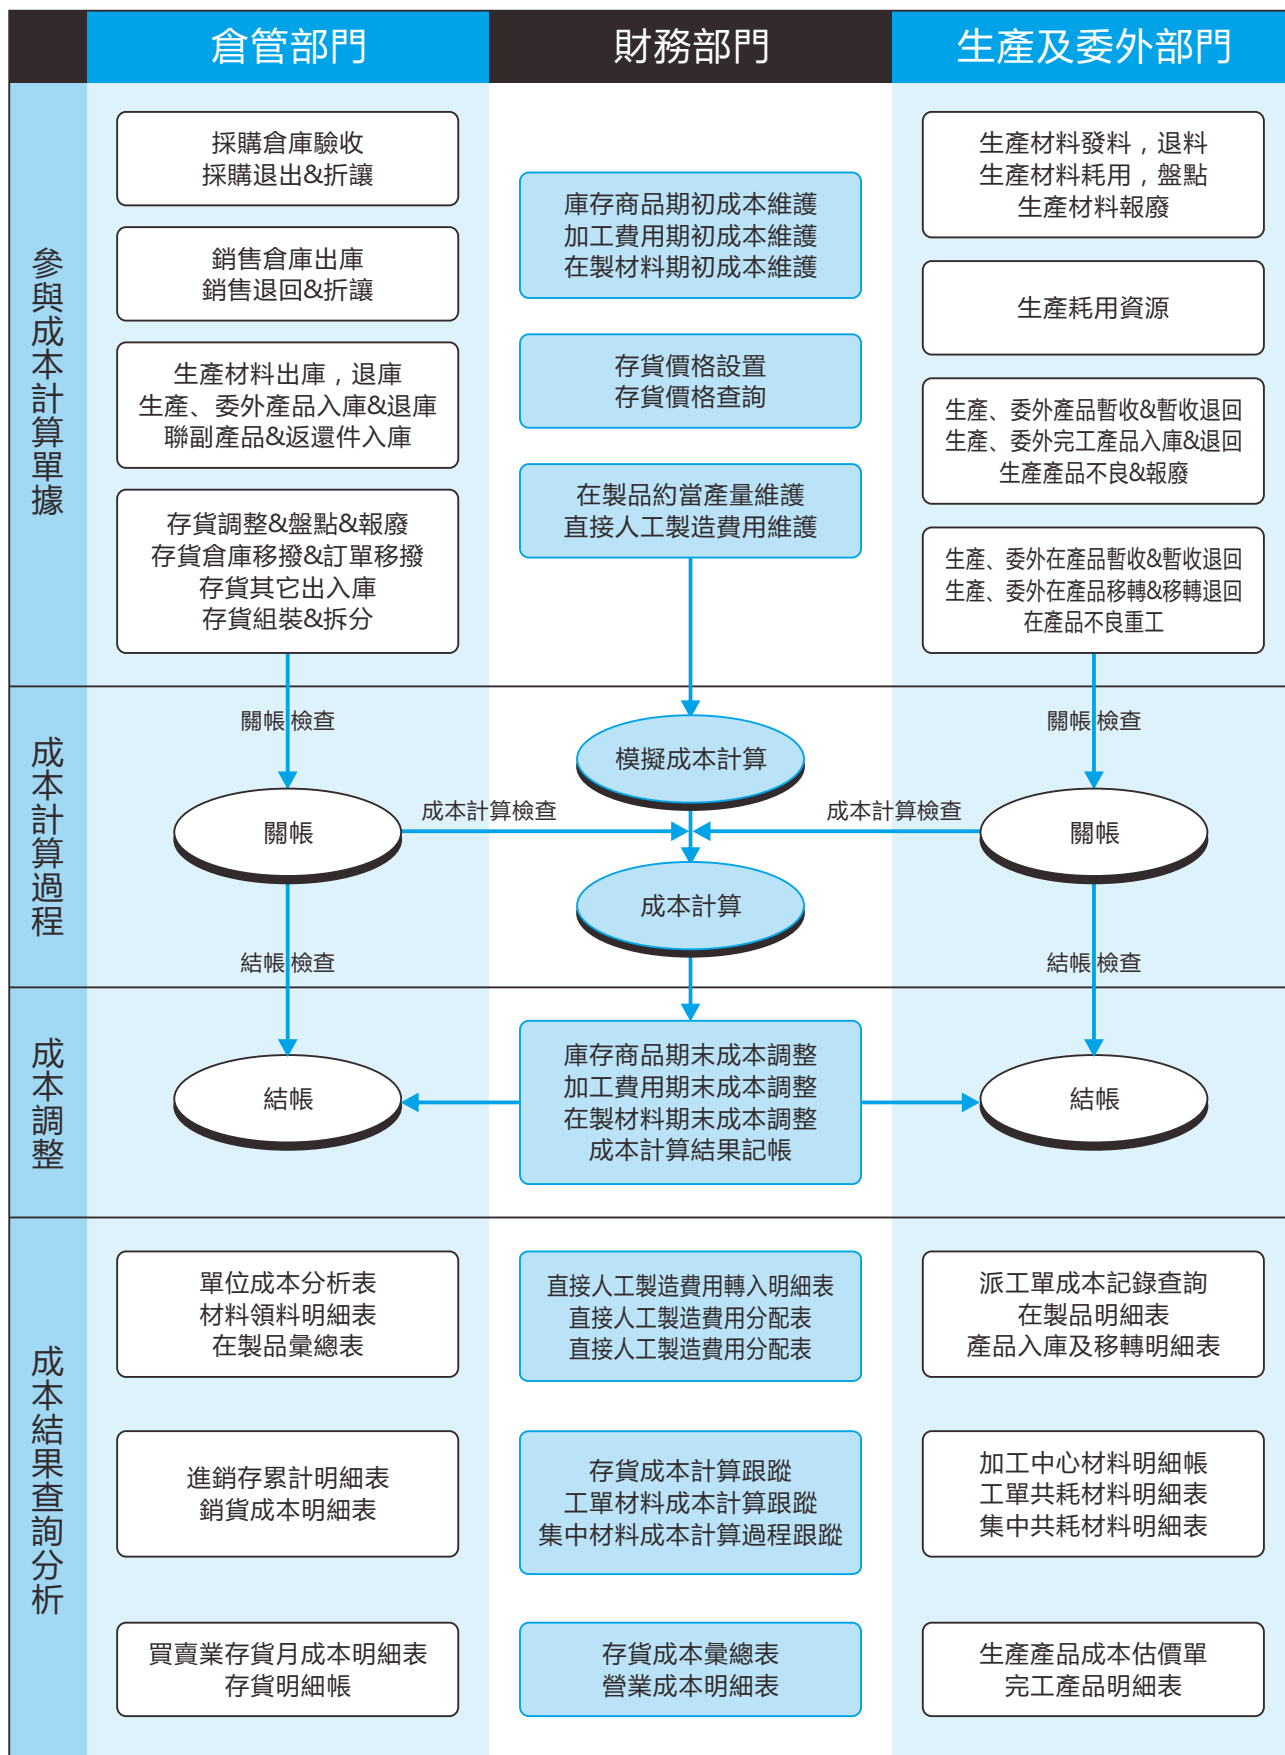 倉管部門
財務部門
生產及委外部門
參與成本計算單據
採購倉庫驗收
採購退出&折讓
銷售倉庫出庫
銷售退回&折讓
生產材料出庫，退庫
生產、委外產品入庫&退庫
聯副產品&返還件入庫
存貨調整&盤點&報廢
存貨倉庫移撥&訂單移撥
存貨其它出入庫
存貨組裝&拆分
庫存商品期初成本維護
加工費用期初成本維護
在製材料期初成本維護
存貨價格設置
存貨價格查詢
在製品約當產量維護
直接人工製造費用維護
生產材料發料，退料
生產材料耗用，盤點
生產材料報廢
生產耗用資源
生產、委外產品暫收&暫收退回
生產、委外完工產品入庫&退回
生產產品不良&報廢
生產、委外在產品暫收&暫收退回
生產、委外在產品移轉&移轉退回
在產品不良重工
成本計算過程
關帳 檢查
關帳
結帳 檢查
模擬成本計算
成本計算檢查
成本計算檢查
成本計算
關帳 檢查
關帳
結帳 檢查
成本調整
結帳
庫存商品期末成本調整
加工費用期末成本調整
在製材料期末成本調整
成本計算結果記帳
結帳
成本結果查詢分析
單位成本分析表
材料領料明細表
在製品彙總表
進銷存累計明細表
銷貨成本明細表
買賣業存貨月成本明細表
存貨明細帳
直接人工製造費用轉入明細表
直接人工製造費用分配表
直接人工製造費用分配表
存貨成本計算跟蹤
工單材料成本計算跟蹤
集中材料成本計算過程跟蹤
存貨成本彙總表
營業成本明細表
派工單成本記錄查詢
在製品明細表
產品入庫及移轉明細表
加工中心材料明細帳
工單共耗材料明細表
集中共耗材料明細表
生產產品成本估價單
完工產品明細表